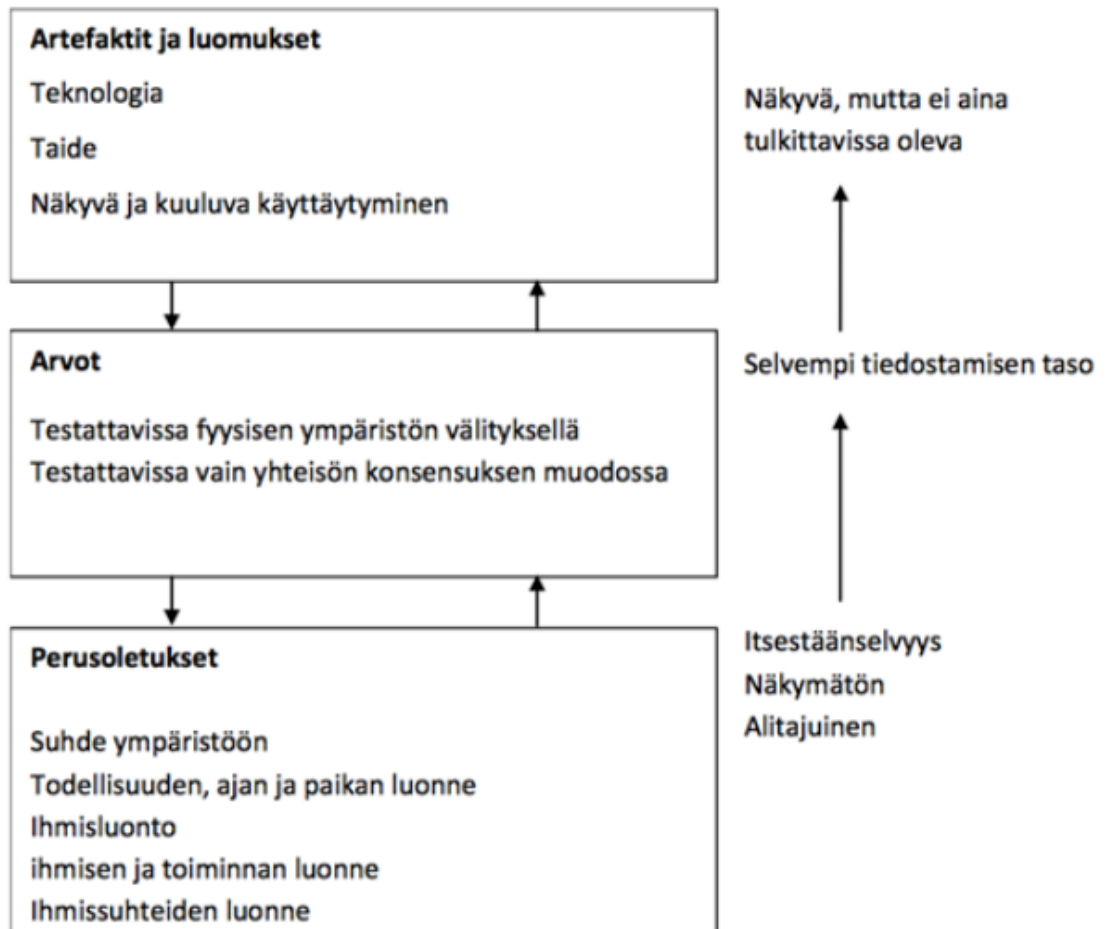 Artefaktit ja luomukset
Teknologia
Taide
Näkyvä ja kuuluva käyttäytyminen
Näkyvä, mutta ei aina
tulkittavissa oleva
Arvot
Testattavissa fyysisen ympäristön välityksellä
Testattavissa vain yhteisön konsensuksen muodossa
Selvempi tiedostamisen taso
Perusoletukset
Suhde ympäristöön
Todellisuuden, ajan ja paikan luonne
Ihmisluonto
ihmisen ja toiminnan luonne
Ihmissuhteiden luonne
Itsestäänselvyys
Näkymätön
Alitajuinen